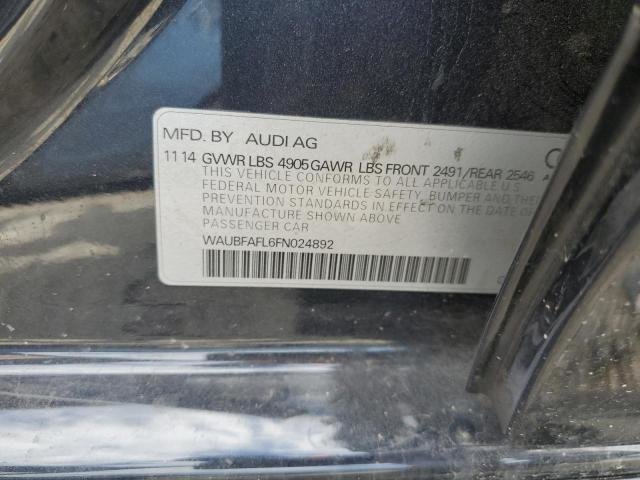 MFD. BY AUDI AG
11 14 GVWR LBS 4905 GAWR LBS FRONT 2491/REAR 2546
THIS VEHICLE CONFORMS TO ALL APPLICABLE U.S.
FEDERAL MOTOR VEHICLE SAFETY, BUMPER AND THEFT
PREVENTION STANDARDS IN EFFECT ON THE DATE OF
MANUFACTURE SHOWN ABOVE
PASSENGER CAR
WAUBFAFL6FN024892